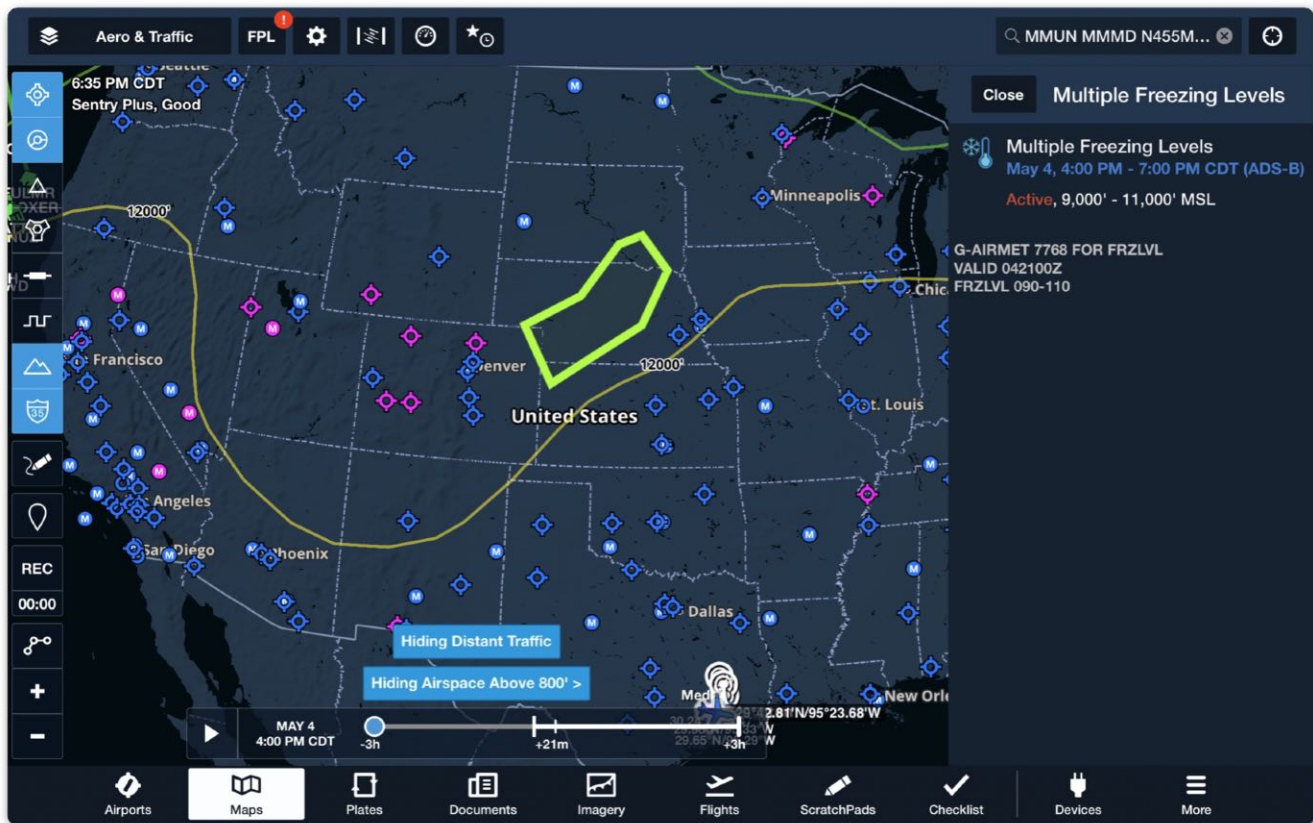 Aero & Traffic
FPL
!
MMUN MMMD N455M...
6:35 PM CDT
Sentry Plus, Good
Close
Multiple Freezing Levels
Multiple Freezing Levels
May 4, 4:00 PM - 7:00 PM CDT (ADS-B)
Active, 9,000' - 11,000' MSL
G-AIRMET 7768 FOR FRZLVL
VALID 042100Z
FRZLVL 090-110
Seattle
Minneapolis
12000'
Chic
Francisco
Denver
12000'
United States
St. Louis
Angeles
San Diego
Phoenix
Dallas
New Orle
35
REC
00:00
Hiding Distant Traffic
Hiding Airspace Above 800' >
MAY 4
4:00 PM CDT
-3h
+21m
+3h
2.81'N/95°23.68'W
Airports
Maps
Plates
Documents
Imagery
Flights
ScratchPads
Checklist
Devices
More